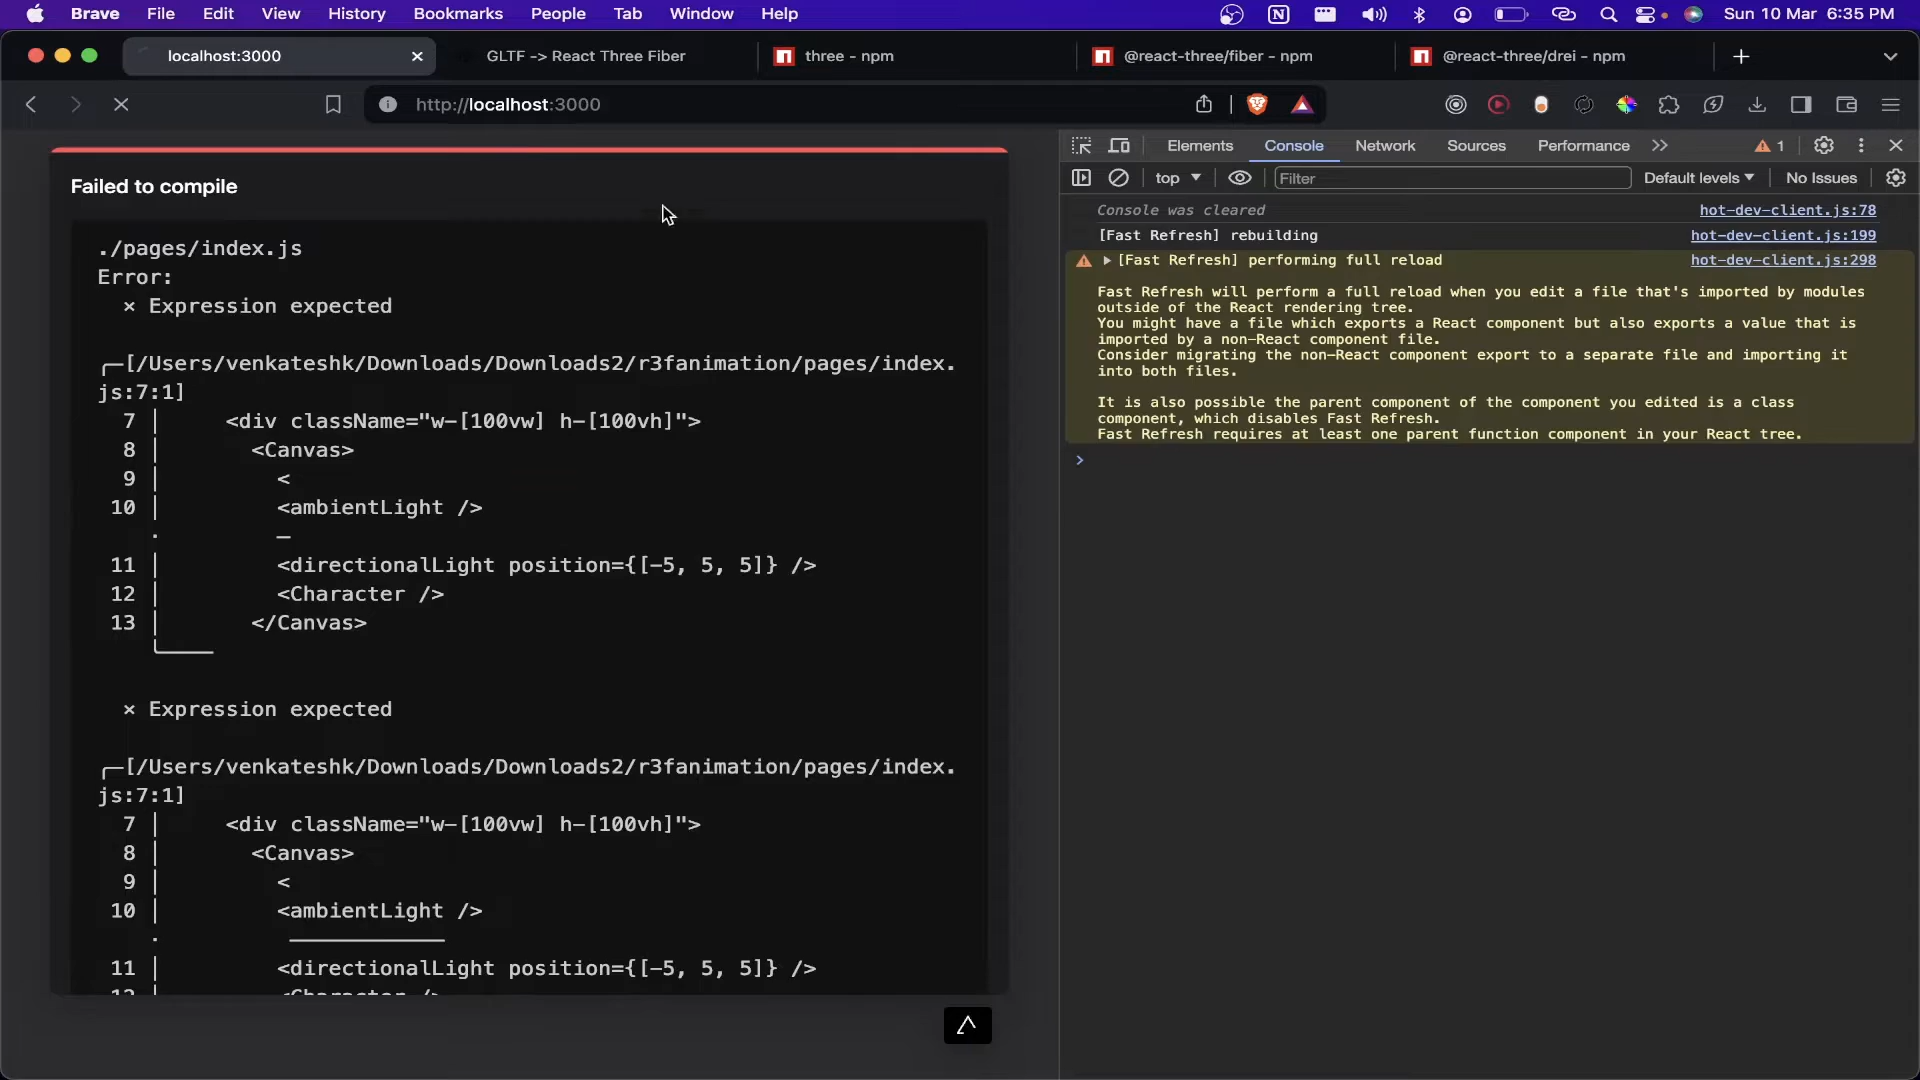 Brave File Edit View History Bookmarks People Tab Window Help Sun 10 Mar 6:35 PM
localhost:3000 GLTF -> React Three Fiber three - npm @react-three/fiber - npm @react-three/drei - npm
http://localhost:3000
Elements Console Network Sources Performance 1
top Filter Default levels No Issues
Failed to compile
./pages/index.js
Error:
× Expression expected
╭─[/Users/venkateshk/Downloads/Downloads2/r3fanimation/pages/index.
js:7:1]
7 │ <div className="w-[100vw] h-[100vh]">
8 │ <Canvas>
9 │ <
10 │ <ambientLight />
· ─
11 │ <directionalLight position={[-5, 5, 5]} />
12 │ <Character />
13 │ </Canvas>
╰────
× Expression expected
╭─[/Users/venkateshk/Downloads/Downloads2/r3fanimation/pages/index.
js:7:1]
7 │ <div className="w-[100vw] h-[100vh]">
8 │ <Canvas>
9 │ <
10 │ <ambientLight />
· ────────────
11 │ <directionalLight position={[-5, 5, 5]} />
12 │ <Character />
Console was cleared hot-dev-client.js:78
[Fast Refresh] rebuilding hot-dev-client.js:199
[Fast Refresh] performing full reload hot-dev-client.js:298
Fast Refresh will perform a full reload when you edit a file that's imported by modules
outside of the React rendering tree.
You might have a file which exports a React component but also exports a value that is
imported by a non-React component file.
Consider migrating the non-React component export to a separate file and importing it
into both files.
It is also possible the parent component of the component you edited is a class
component, which disables Fast Refresh.
Fast Refresh requires at least one parent function component in your React tree.